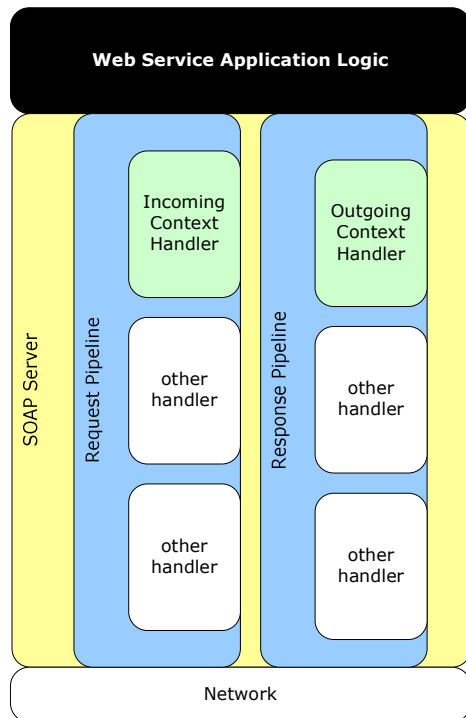 Web Service Application Logic
SOAP Server
Request Pipeline
Incoming
Context
Handler
other
handler
other
handler
Response Pipeline
Outgoing
Context
Handler
other
handler
other
handler
Network